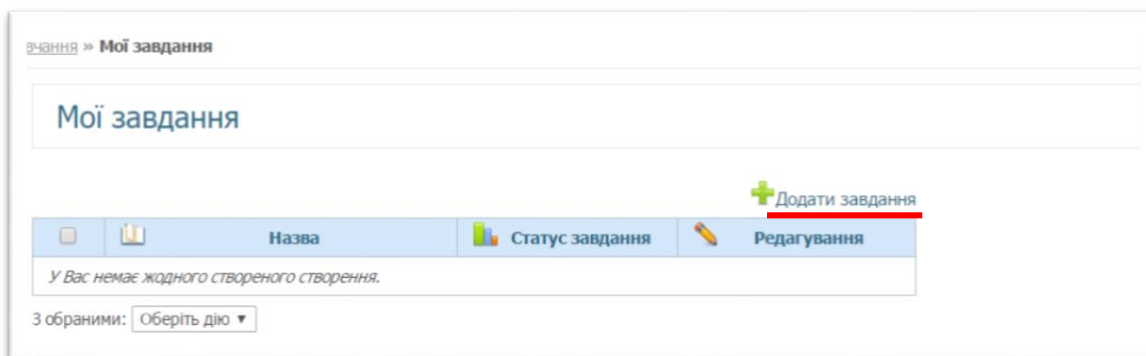 вчання » Мої завдання
Мої завдання
Додати завдання
Назва Статус завдання Редагування
У Вас немає жодного створеного створення.
З обраними: Оберіть дію ▼